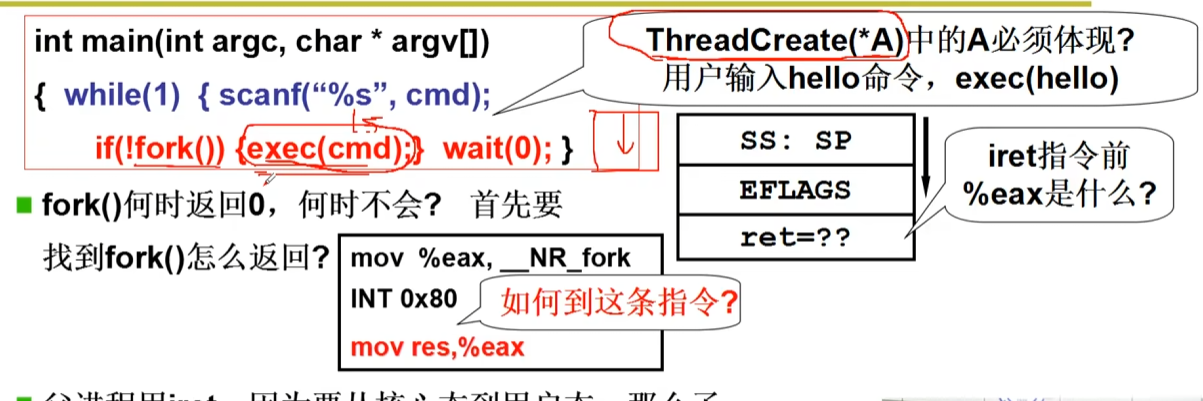 int main(int argc, char * argv[])
{ while(1) { scanf(“%s”, cmd);
if(!fork()) {exec(cmd);} wait(0); }
ThreadCreate(*A)中的A必须体现?
用户输入hello命令，exec(hello)
ls
SS: SP
EFLAGS
ret=??
iret指令前
%eax是什么?
fork()何时返回0，何时不会? 首先要
找到fork()怎么返回?
mov %eax, __NR_fork
INT 0x80
mov res,%eax
如何到这条指令?